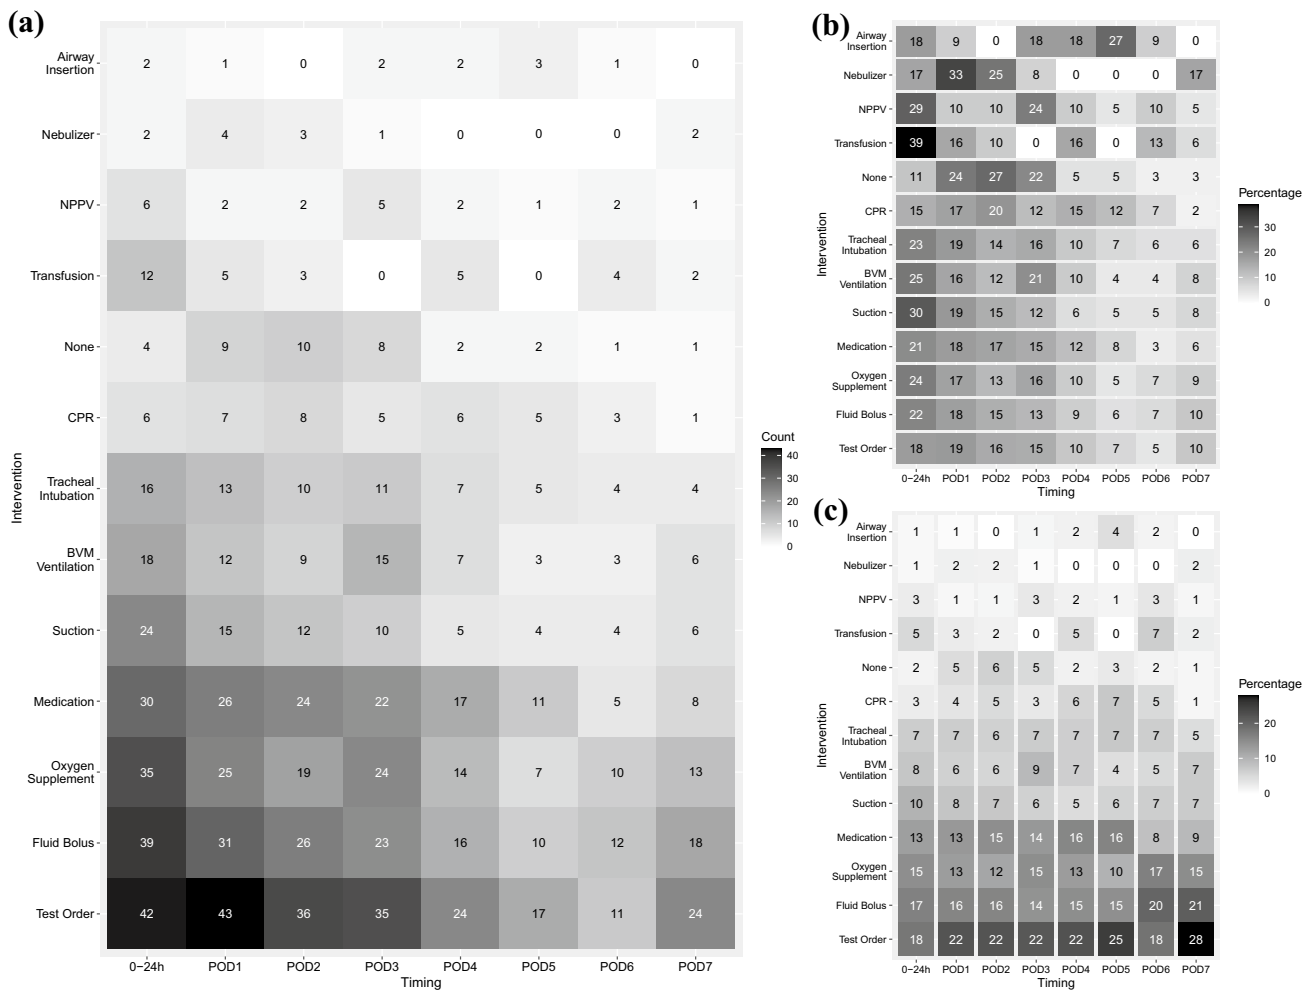 (a)
Airway
Insertion
2 1 0 2 2 3 1 0
Nebulizer
2 4 3 1 0 0 0 2
NPPV
6 2 2 5 2 1 2 1
Transfusion
12 5 3 0 5 0 4 2
None
4 9 10 8 2 2 1 1
CPR
6 7 8 5 6 5 3 1
Tracheal
Intubation
16 13 10 11 7 5 4 4
BVM
Ventilation
18 12 9 15 7 3 3 6
Suction
24 15 12 10 5 4 4 6
Medication
30 26 24 22 17 11 5 8
Oxygen
Supplement
35 25 19 24 14 7 10 13
Fluid Bolus
39 31 26 23 16 10 12 18
Test Order
42 43 36 35 24 17 11 24
0−24h POD1 POD2 POD3 POD4 POD5 POD6 POD7
Timing
Intervention
Count
40
30
20
10
0
(b)
Airway
Insertion
18 9 0 18 18 27 9 0
Nebulizer
17 33 25 8 0 0 0 17
NPPV
29 10 10 24 10 5 10 5
Transfusion
39 16 10 0 16 0 13 6
None
11 24 27 22 5 5 3 3
CPR
15 17 20 12 15 12 7 2
Tracheal
Intubation
23 19 14 16 10 7 6 6
BVM
Ventilation
25 16 12 21 10 4 4 8
Suction
30 19 15 12 6 5 5 8
Medication
21 18 17 15 12 8 3 6
Oxygen
Supplement
24 17 13 16 10 5 7 9
Fluid Bolus
22 18 15 13 9 6 7 10
Test Order
18 19 16 15 10 7 5 10
0−24h POD1 POD2 POD3 POD4 POD5 POD6 POD7
Timing
Intervention
Percentage
30
20
10
0
(c)
Airway
Insertion
1 1 0 1 2 4 2 0
Nebulizer
1 2 2 1 0 0 0 2
NPPV
3 1 1 3 2 1 3 1
Transfusion
5 3 2 0 5 0 7 2
None
2 5 6 5 2 3 2 1
CPR
3 4 5 3 6 7 5 1
Tracheal
Intubation
7 7 6 7 7 7 7 5
BVM
Ventilation
8 6 6 9 7 4 5 7
Suction
10 8 7 6 5 6 7 7
Medication
13 13 15 14 16 16 8 9
Oxygen
Supplement
15 13 12 15 13 10 17 15
Fluid Bolus
17 16 16 14 15 15 20 21
Test Order
18 22 22 22 22 25 18 28
0−24h POD1 POD2 POD3 POD4 POD5 POD6 POD7
Timing
Intervention
Percentage
20
10
0